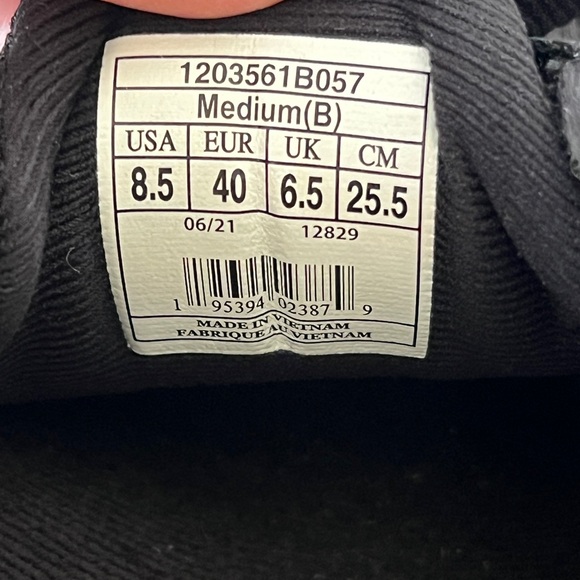 1203561B057
Medium(B)
USA EUR UK CM
8.5 40 6.5 25.5
06/21 12829
1 95394 02387 9
MADE IN VIETNAM
FABRIQUE AU VIETNAM